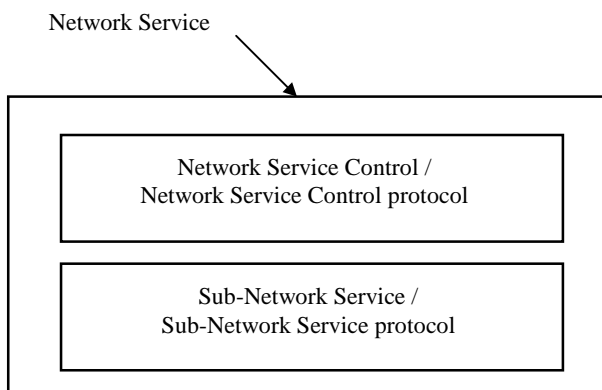 Network Service
Network Service Control /
Network Service Control protocol
Sub-Network Service /
Sub-Network Service protocol